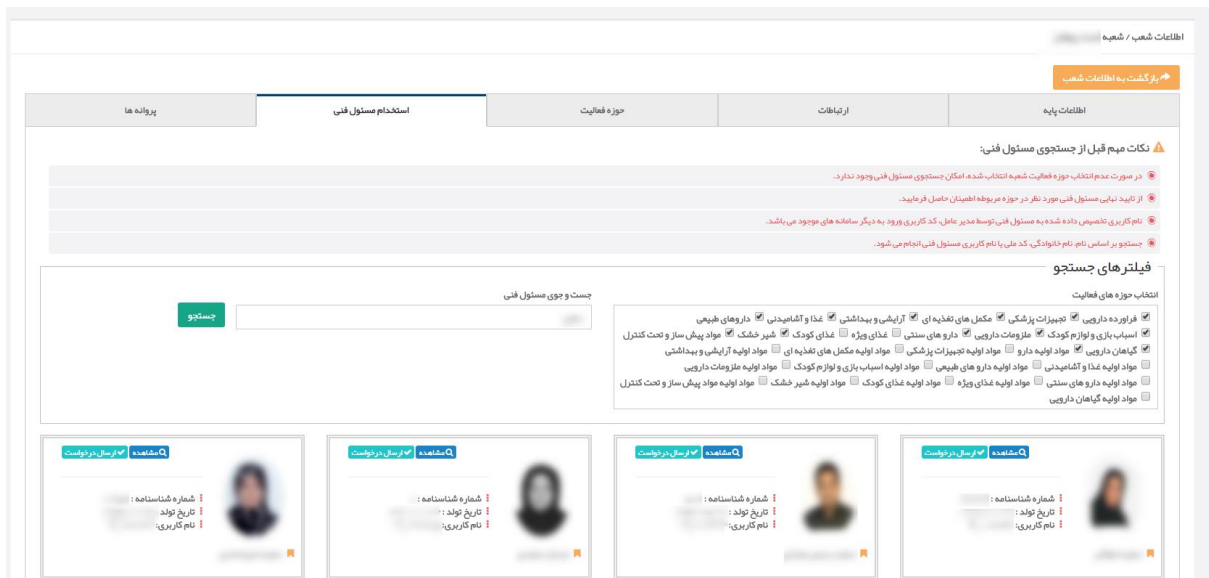 اطلاعات شعب / شعبه
بازگشت به اطلاعات شعب
اطلاعات پایه
ارتباطات
حوزه فعالیت
استخدام مسئول فنی
پروانه ها
نکات مهم قبل از جستجوی مسئول فنی:
در صورت عدم انتخاب حوزه فعالیت شعبه انتخاب شده، امکان جستجوی مسئول فنی وجود ندارد.
از تایید نهایی مسئول فنی مورد نظر در حوزه مربوطه اطمینان حاصل فرمایید.
نام کاربری تخصیص داده شده به مسئول فنی توسط مدیر عامل، کد کاربری ورود به دیگر سامانه های موجود می باشد.
جستجو بر اساس نام، نام خانوادگی، کد ملی یا نام کاربری مسئول فنی انجام می شود.
فیلترهای جستجو
انتخاب حوزه های فعالیت
فراورده دارویی تجهیزات پزشکی مکمل های تغذیه ای آرایشی و بهداشتی غذا و آشامیدنی داروهای طبیعی
اسباب بازی و لوازم کودک ملزومات دارویی دارو های سنتی غذای ویژه غذای کودک شیر خشک مواد پیش ساز و تحت کنترل
گیاهان دارویی مواد اولیه دارو مواد اولیه تجهیزات پزشکی مواد اولیه مکمل های تغذیه ای مواد اولیه آرایشی و بهداشتی
مواد اولیه غذا و آشامیدنی مواد اولیه دارو های طبیعی مواد اولیه اسباب بازی و لوازم کودک مواد اولیه ملزومات دارویی
مواد اولیه دارو های سنتی مواد اولیه غذای ویژه مواد اولیه غذای کودک مواد اولیه شیر خشک مواد اولیه مواد پیش ساز و تحت کنترل
مواد اولیه گیاهان دارویی
جست و جوی مسئول فنی
جستجو
مشاهده ارسال درخواست
شماره شناسنامه :
تاریخ تولد :
نام کاربری:
مشاهده ارسال درخواست
شماره شناسنامه :
تاریخ تولد :
نام کاربری:
مشاهده ارسال درخواست
شماره شناسنامه :
تاریخ تولد :
نام کاربری:
مشاهده ارسال درخواست
شماره شناسنامه :
تاریخ تولد :
نام کاربری: